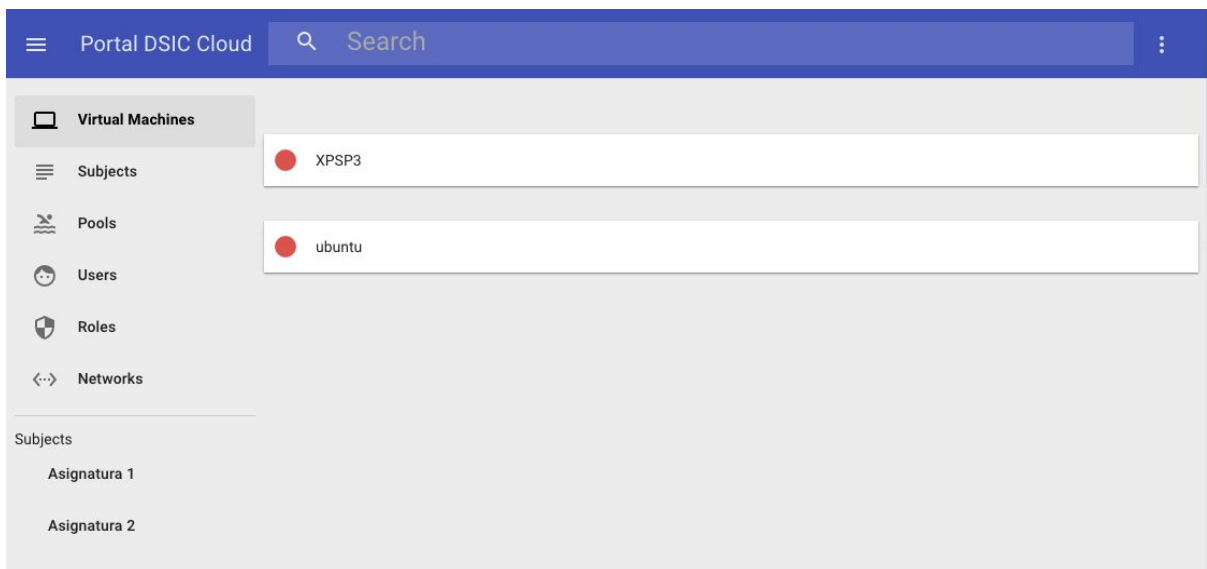 Portal DSIC Cloud
Search
Virtual Machines
Subjects
Pools
Users
Roles
Networks
Subjects
Asignatura 1
Asignatura 2
XPSP3
ubuntu